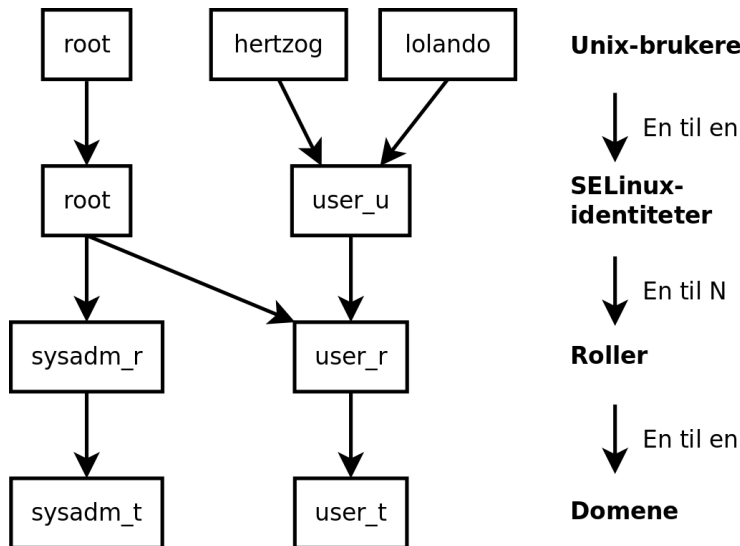 root
hertzog
lolando
Unix-brukere
En til en
root
user_u
SELinux-
identiteter
En til N
sysadm_r
user_r
Roller
En til en
sysadm_t
user_t
Domene